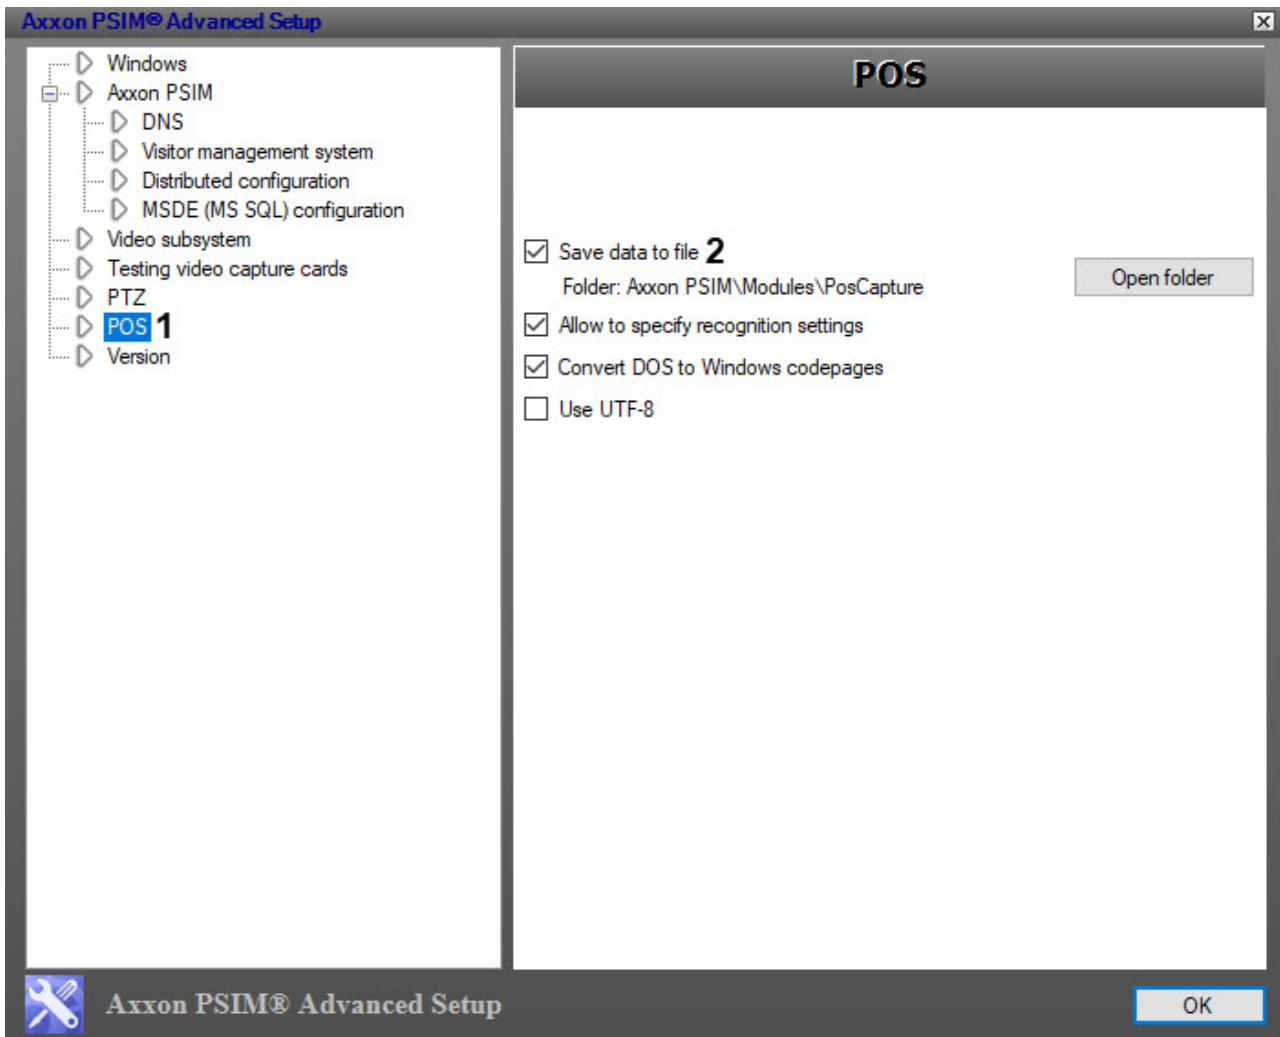 Axxon PSIM® Advanced Setup
Windows
Axxon PSIM
DNS
Visitor management system
Distributed configuration
MSDE (MS SQL) configuration
Video subsystem
Testing video capture cards
PTZ
POS 1
Version
POS
Save data to file 2
Folder: Axxon PSIM\Modules\PosCapture
Open folder
Allow to specify recognition settings
Convert DOS to Windows codepages
Use UTF-8
Axxon PSIM® Advanced Setup
OK